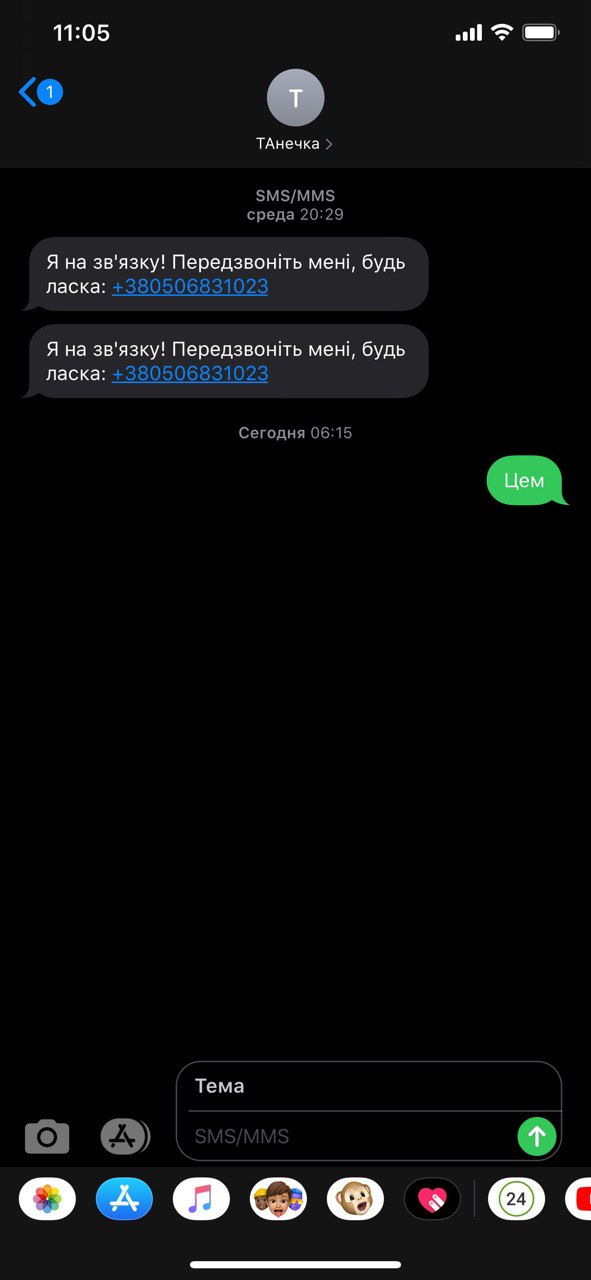 11:05
1
T
ТАнечка
SMS/MMS
среда 20:29
Я на зв'язку! Передзвоніть мені, будь
ласка: +380506831023
Я на зв'язку! Передзвоніть мені, будь
ласка: +380506831023
Сегодня 06:15
Цем
Тема
SMS/MMS
24